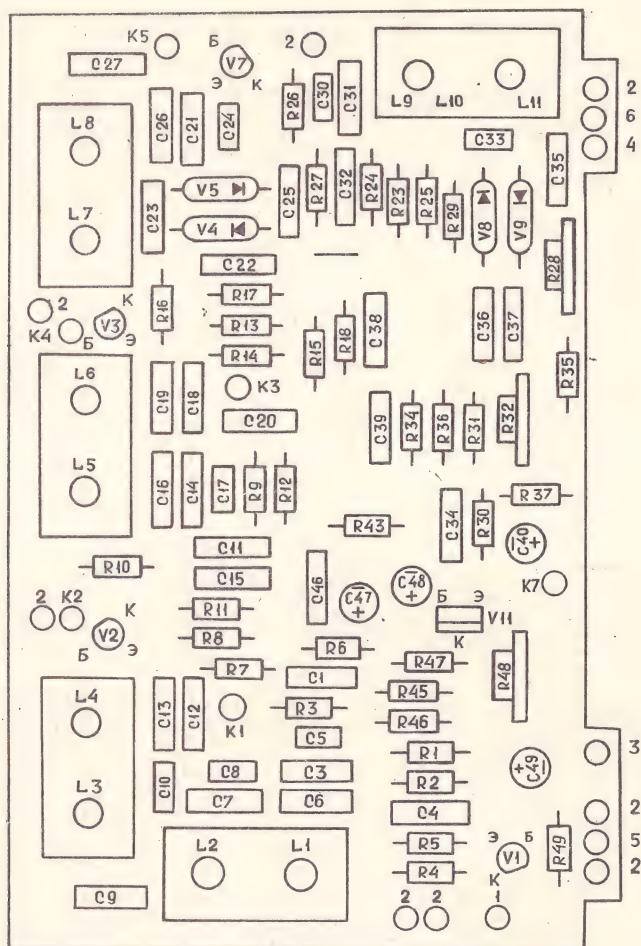 K5 Б V7 2
C27 Э К
L9 L10 L11 2
6
C26 C21 C24 R26 C30 C31 C33 C35 4
L8
L7
C23 V5 C25 R27 C32 R24 R23 R25 R29 V8 V9 R28
V4
C22
2 К R16 R17
K4 Б V3 Э R13 R15 R18 C38 C36 C37 R35
R14
L6 K3
C19 C18 C20 C39 R34 R36 R31 R32
L5
C16 C14 C17 R9 R12 C34 R30 R37
R43
C11 C40
R10 C15 C46 C47 C48 K7
2 K2 К R11 Б Э V11
V2 R8 К
Б Э R7 R6 R47 R48
L4 C1 R45
C13 C12 K1 R3 R46
C5 R1 3
L3 C10 C8 C3 R2 C49
C7 C6 C4 2
L2 L1 R5 Э Б R49 5
V1
C9 R4 К 2
2 2 1